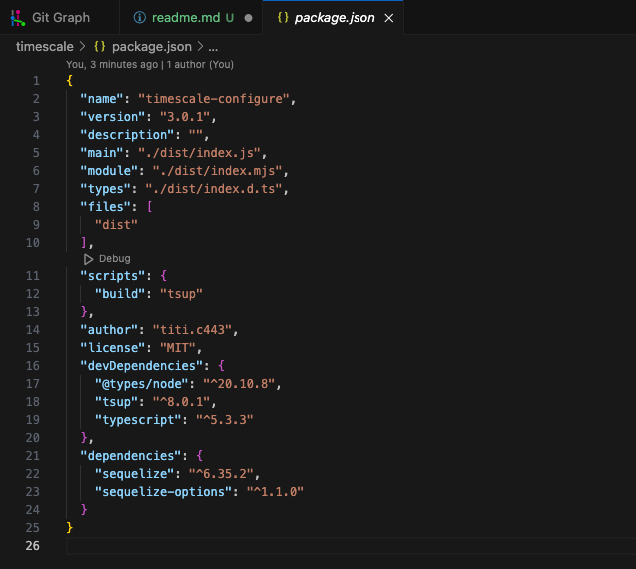 Git Graph readme.md U package.json
timescale > package.json > ...
You, 3 minutes ago | 1 author (You)
1 {
2 "name": "timescale-configure",
3 "version": "3.0.1",
4 "description": "",
5 "main": "./dist/index.js",
6 "module": "./dist/index.mjs",
7 "types": "./dist/index.d.ts",
8 "files": [
9 "dist"
10 ],
Debug
11 "scripts": {
12 "build": "tsup"
13 },
14 "author": "titi.c443",
15 "license": "MIT",
16 "devDependencies": {
17 "@types/node": "^20.10.8",
18 "tsup": "^8.0.1",
19 "typescript": "^5.3.3"
20 },
21 "dependencies": {
22 "sequelize": "^6.35.2",
23 "sequelize-options": "^1.1.0"
24 }
25 }
26